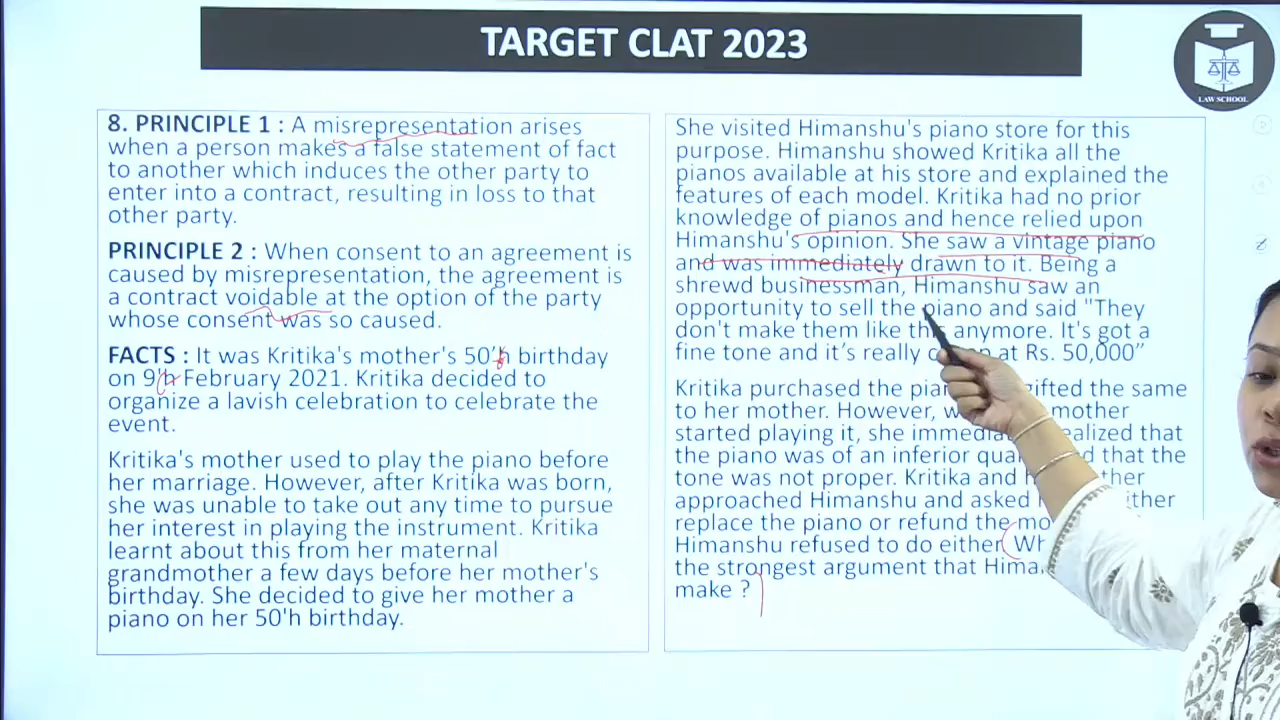 TARGET CLAT 2023
LAW SCHOOL
8. PRINCIPLE 1 : A misrepresentation arises
when a person makes a false statement of fact
to another which induces the other party to
enter into a contract, resulting in loss to that
other party.
PRINCIPLE 2 : When consent to an agreement is
caused by misrepresentation, the agreement is
a contract voidable at the option of the party
whose consent was so caused.
FACTS : It was Kritika's mother's 50'h birthday
on 9'h February 2021. Kritika decided to
organize a lavish celebration to celebrate the
event.
Kritika's mother used to play the piano before
her marriage. However, after Kritika was born,
she was unable to take out any time to pursue
her interest in playing the instrument. Kritika
learnt about this from her maternal
grandmother a few days before her mother's
birthday. She decided to give her mother a
piano on her 50'h birthday.
She visited Himanshu's piano store for this
purpose. Himanshu showed Kritika all the
pianos available at his store and explained the
features of each model. Kritika had no prior
knowledge of pianos and hence relied upon
Himanshu's opinion. She saw a vintage piano
and was immediately drawn to it. Being a
shrewd businessman, Himanshu saw an
opportunity to sell the piano and said "They
don't make them like this anymore. It's got a
fine tone and it's really at Rs. 50,000"
Kritika purchased the gifted the same
to her mother. However, mother
started playing it, she realized that
the piano was of an inferior that the
tone was not proper. Kritika and
approached Himanshu and asked
replace the piano or refund the
Himanshu refused to do either.
the strongest argument that
make ?